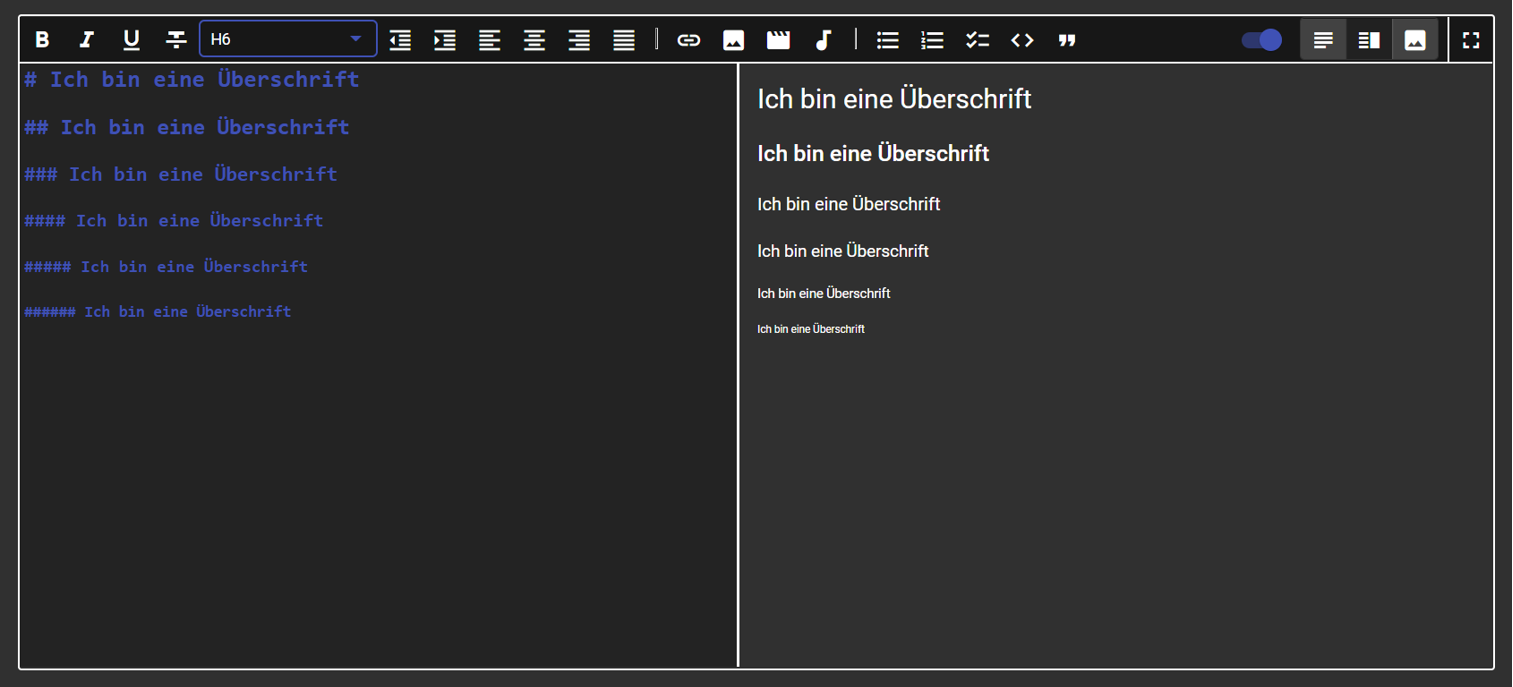 H6
# Ich bin eine Überschrift
## Ich bin eine Überschrift
### Ich bin eine Überschrift
#### Ich bin eine Überschrift
##### Ich bin eine Überschrift
###### Ich bin eine Überschrift
Ich bin eine Überschrift
Ich bin eine Überschrift
Ich bin eine Überschrift
Ich bin eine Überschrift
Ich bin eine Überschrift
Ich bin eine Überschrift